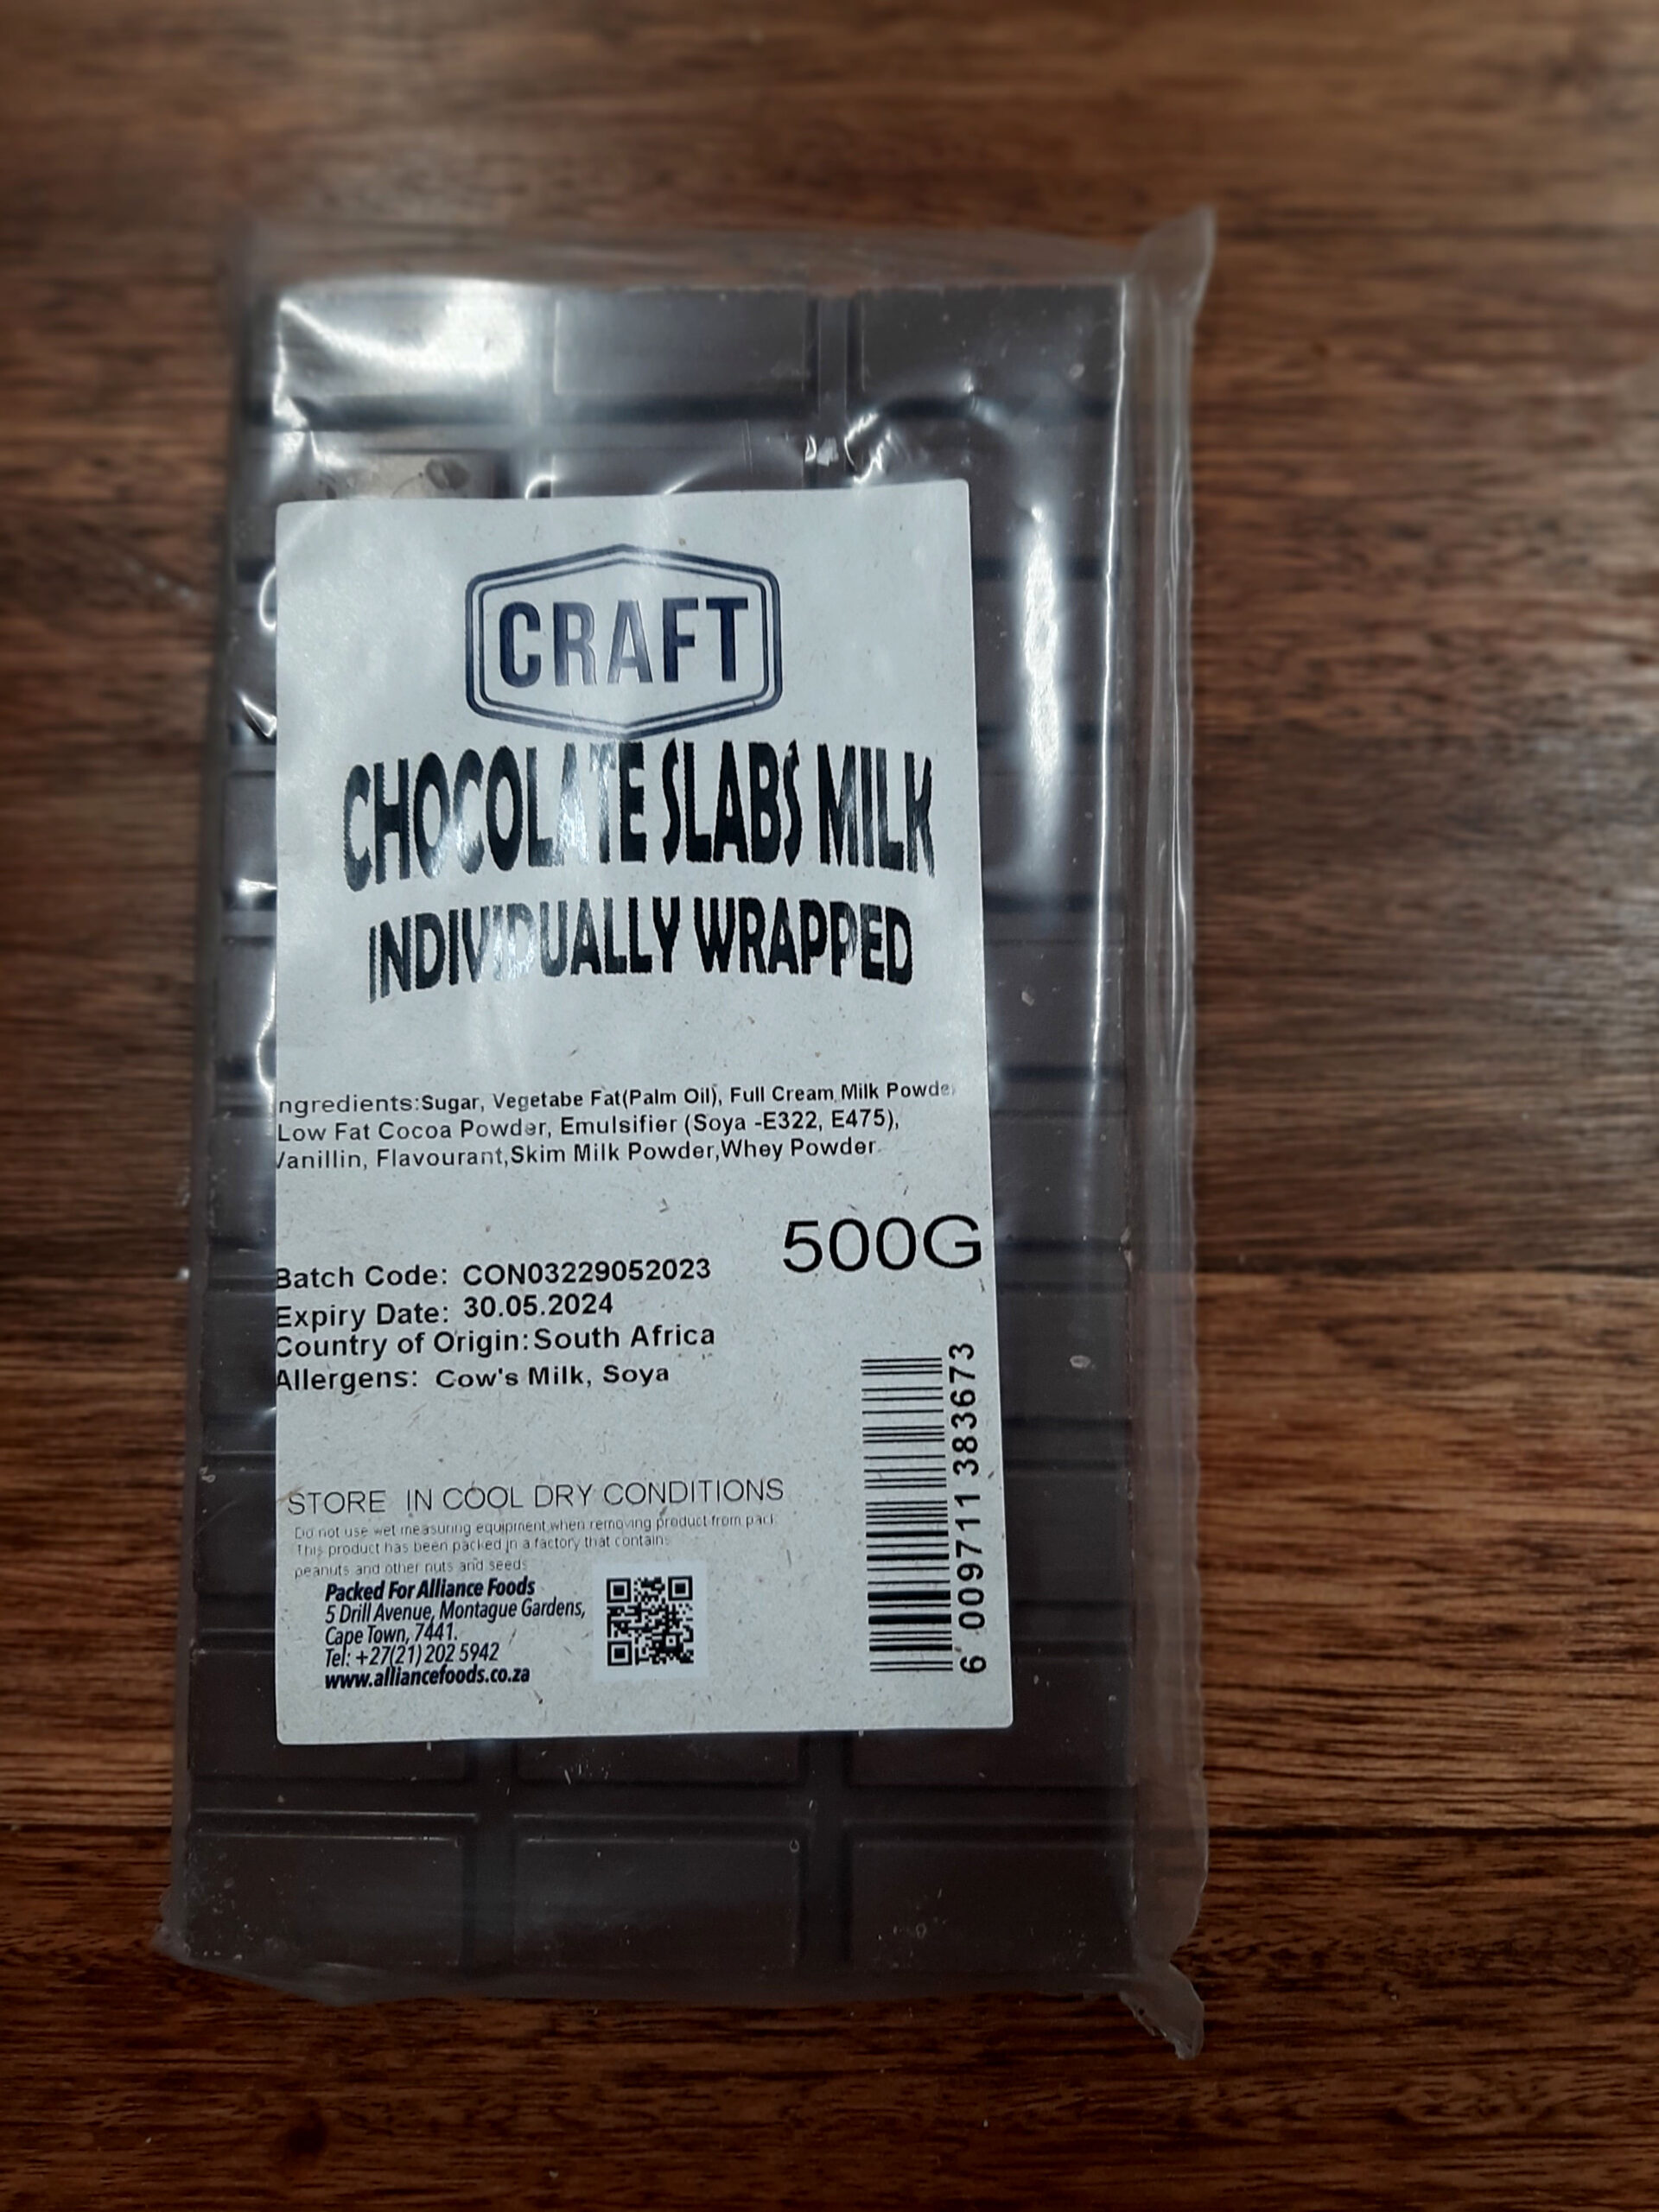 CRAFT
CHOCOLATE SLABS MILK
INDIVIDUALLY WRAPPED
ngredients:Sugar, Vegetabe Fat(Palm Oil), Full Cream Milk Powde
Low Fat Cocoa Powder, Emulsifier (Soya -E322, E475),
Vanillin, Flavourant,Skim Milk Powder,Whey Powder
500G
Batch Code: CON03229052023
Expiry Date: 30.05.2024
Country of Origin: South Africa
Allergens: Cow's Milk, Soya
STORE IN COOL DRY CONDITIONS
Do not use wet measuring equipment when removing product from pack
This product has been packed in a factory that contains
peanuts and other nuts and seeds
Packed For Alliance Foods
5 Drill Avenue, Montague Gardens,
Cape Town, 7441.
Tel: +27(21) 202 5942
www.alliancefoods.co.za
6 009711 383673